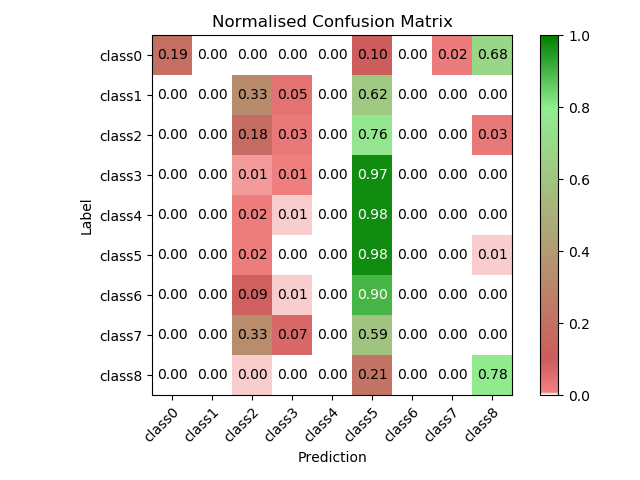 Normalised Confusion Matrix
class0 0.19 0.00 0.00 0.00 0.00 0.10 0.00 0.02 0.68
class1 0.00 0.00 0.33 0.05 0.00 0.62 0.00 0.00 0.00
class2 0.00 0.00 0.18 0.03 0.00 0.76 0.00 0.00 0.03
class3 0.00 0.00 0.01 0.01 0.00 0.97 0.00 0.00 0.00
class4 0.00 0.00 0.02 0.01 0.00 0.98 0.00 0.00 0.00
class5 0.00 0.00 0.02 0.00 0.00 0.98 0.00 0.00 0.01
class6 0.00 0.00 0.09 0.01 0.00 0.90 0.00 0.00 0.00
class7 0.00 0.00 0.33 0.07 0.00 0.59 0.00 0.00 0.00
class8 0.00 0.00 0.00 0.00 0.00 0.21 0.00 0.00 0.78
class0 class1 class2 class3 class4 class5 class6 class7 class8
Prediction
Label
1.0
0.8
0.6
0.4
0.2
0.0